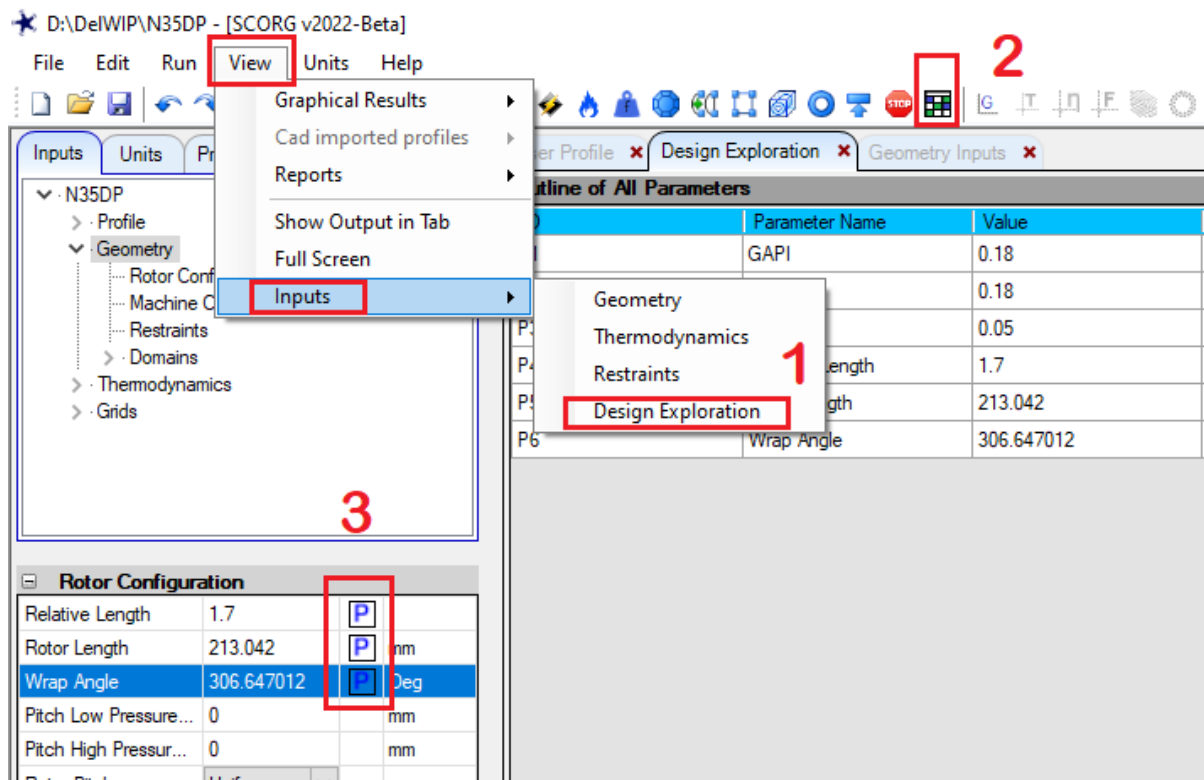 D:\DelWIP\N35DP - [SCORG v2022-Beta]
File Edit Run View Units Help
2
Graphical Results
Cad imported profiles
Reports
Show Output in Tab
Full Screen
Inputs
STOP
G T F
Inputs Units
Profile Design Exploration Geometry Inputs
N35DP
Profile
Geometry
Rotor
Machine
Restraints
Domains
Thermodynamics
Grids
of All Parameters
Parameter Name Value
GAPI 0.18
0.18
0.05
1.7
213.042
P6 Wrap Angle 306.647012
Geometry
Thermodynamics
Restraints
Design Exploration
1
3
Rotor Configuration
Relative Length 1.7 P
Rotor Length 213.042 P mm
Wrap Angle 306.647012 P Deg
Pitch Low Pressure... 0 mm
Pitch High Pressur... 0 mm